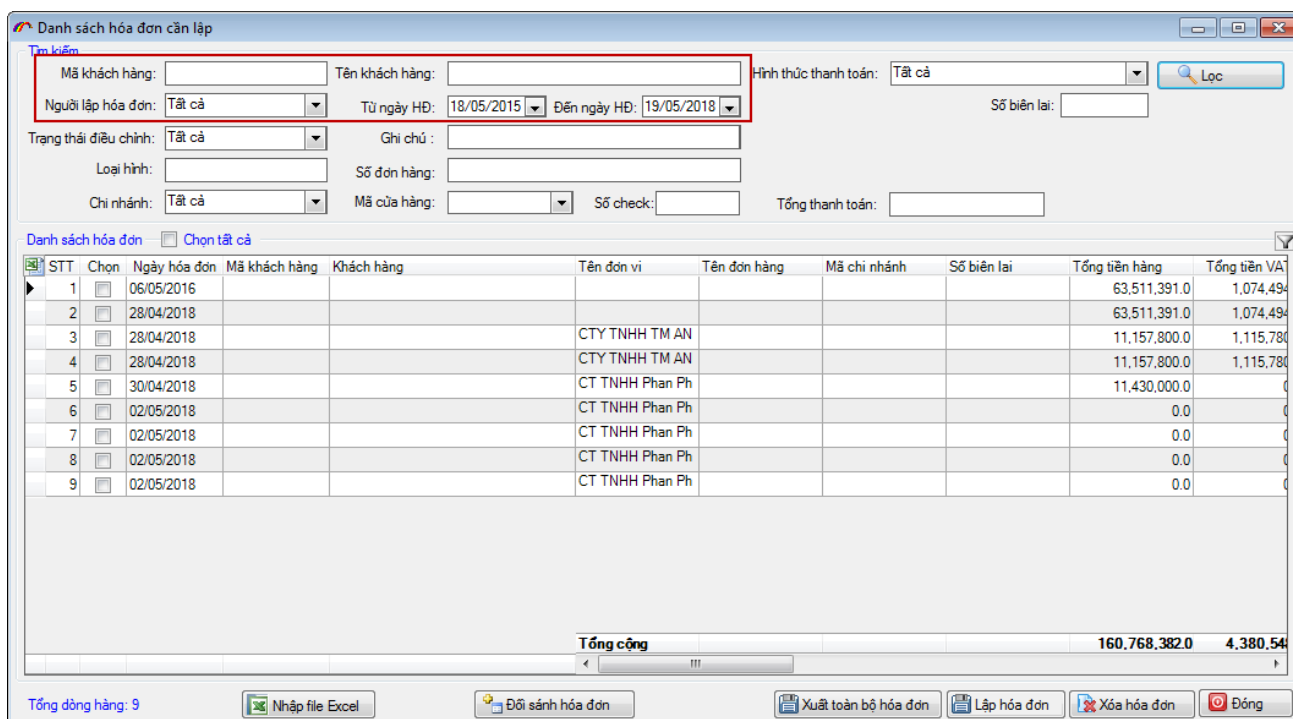 Danh sách hóa đơn cần lập
Tìm kiếm
Mã khách hàng: Tên khách hàng: Hình thức thanh toán: Tất cả Lọc
Người lập hóa đơn: Tất cả Từ ngày HĐ: 18/05/2015 Đến ngày HĐ: 19/05/2018 Số biên lai:
Trạng thái điều chỉnh: Tất cả Ghi chú :
Loại hình: Số đơn hàng:
Chi nhánh: Tất cả Mã cửa hàng: Số check: Tổng thanh toán:
Danh sách hóa đơn Chọn tất cả
STT Chọn Ngày hóa đơn Mã khách hàng Khách hàng Tên đơn vi Tên đơn hàng Mã chi nhánh Số biên lai Tổng tiền hàng Tổng tiền VAT
1 06/05/2016 63,511,391.0 1,074,494
2 28/04/2018 63,511,391.0 1,074,494
3 28/04/2018 CTY TNHH TM AN 11,157,800.0 1,115,780
4 28/04/2018 CTY TNHH TM AN 11,157,800.0 1,115,780
5 30/04/2018 CT TNHH Phan Ph 11,430,000.0 0
6 02/05/2018 CT TNHH Phan Ph 0.0 0
7 02/05/2018 CT TNHH Phan Ph 0.0 0
8 02/05/2018 CT TNHH Phan Ph 0.0 0
9 02/05/2018 CT TNHH Phan Ph 0.0 0
Tổng cộng 160,768,382.0 4,380,548
Tổng dòng hàng: 9 Nhập file Excel Đối sánh hóa đơn Xuất toàn bộ hóa đơn Lập hóa đơn Xóa hóa đơn Đóng